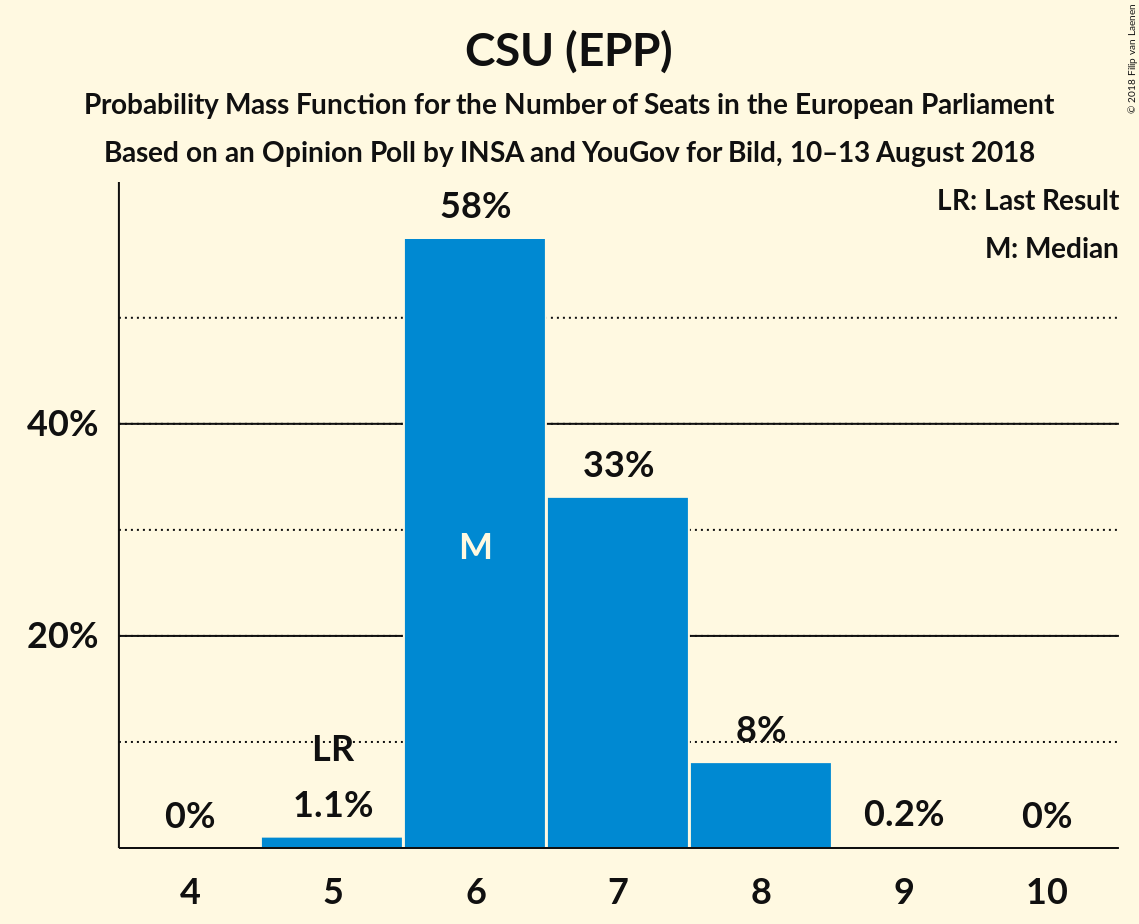 CSU (EPP)
Probability Mass Function for the Number of Seats in the European Parliament
Based on an Opinion Poll by INSA and YouGov for Bild, 10–13 August 2018
© 2018 Filip van Laenen
LR: Last Result
M: Median
58%
40%
33%
M
20%
LR
8%
0%
1.1%
0.2%
0%
4 5 6 7 8 9 10